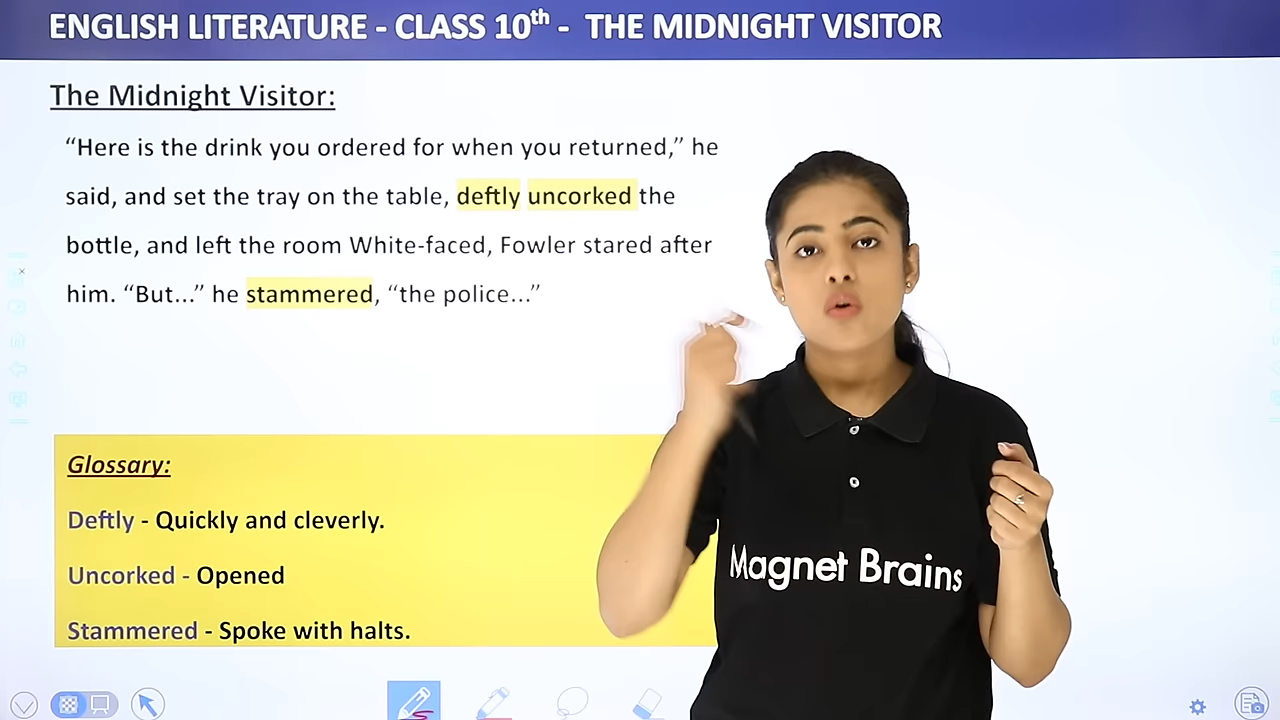 ENGLISH LITERATURE - CLASS 10th - THE MIDNIGHT VISITOR
The Midnight Visitor:
“Here is the drink you ordered for when you returned,” he
said, and set the tray on the table, deftly uncorked the
bottle, and left the room White-faced, Fowler stared after
him. “But...” he stammered, “the police...”
Glossary:
Deftly - Quickly and cleverly.
Uncorked - Opened
Stammered - Spoke with halts.
Magnet Brains